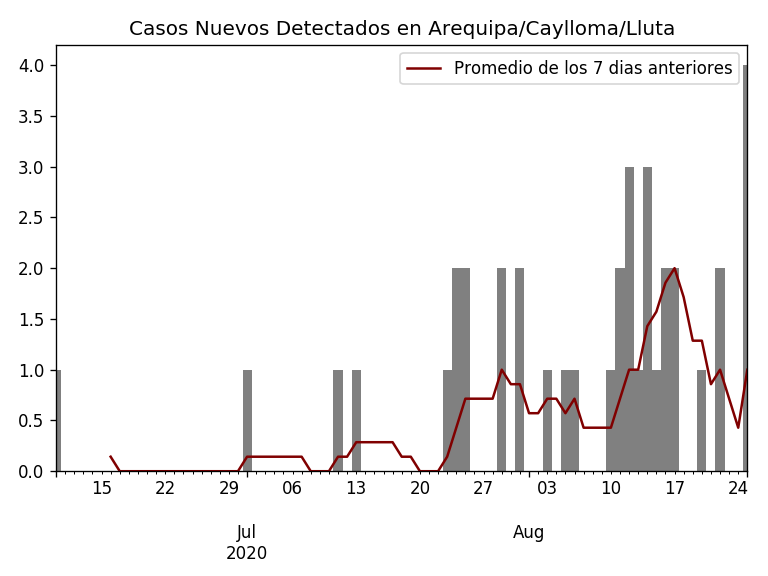 Casos Nuevos Detectados en Arequipa/Caylloma/Lluta
Promedio de los 7 dias anteriores
4.0
3.5
3.0
2.5
2.0
1.5
1.0
0.5
0.0
15 22 29 06 13 20 27 03 10 17 24
Jul Aug
2020